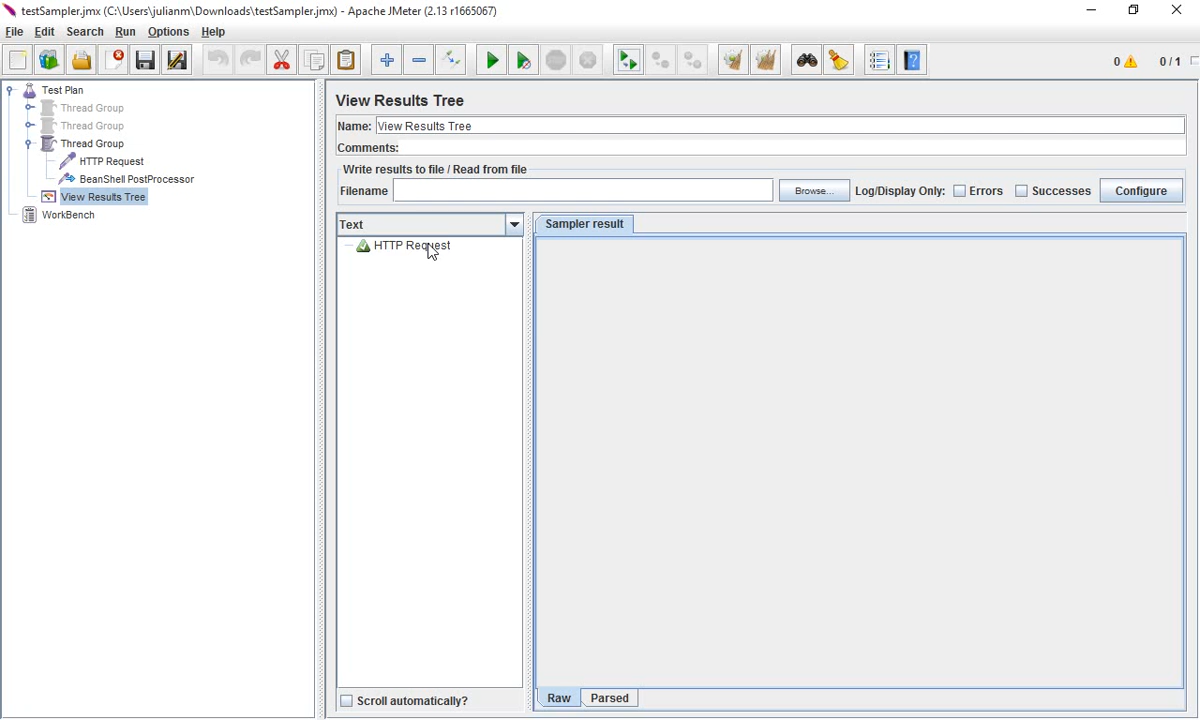 testSampler.jmx (C:\Users\julianm\Downloads\testSampler.jmx) - Apache JMeter (2.13 r1665067)
File Edit Search Run Options Help
0 0 / 1
Test Plan
Thread Group
Thread Group
Thread Group
HTTP Request
BeanShell PostProcessor
View Results Tree
WorkBench
View Results Tree
Name: View Results Tree
Comments:
Write results to file / Read from file
Filename Browse... Log/Display Only: Errors Successes Configure
Text
HTTP Request
Scroll automatically?
Sampler result
Raw Parsed